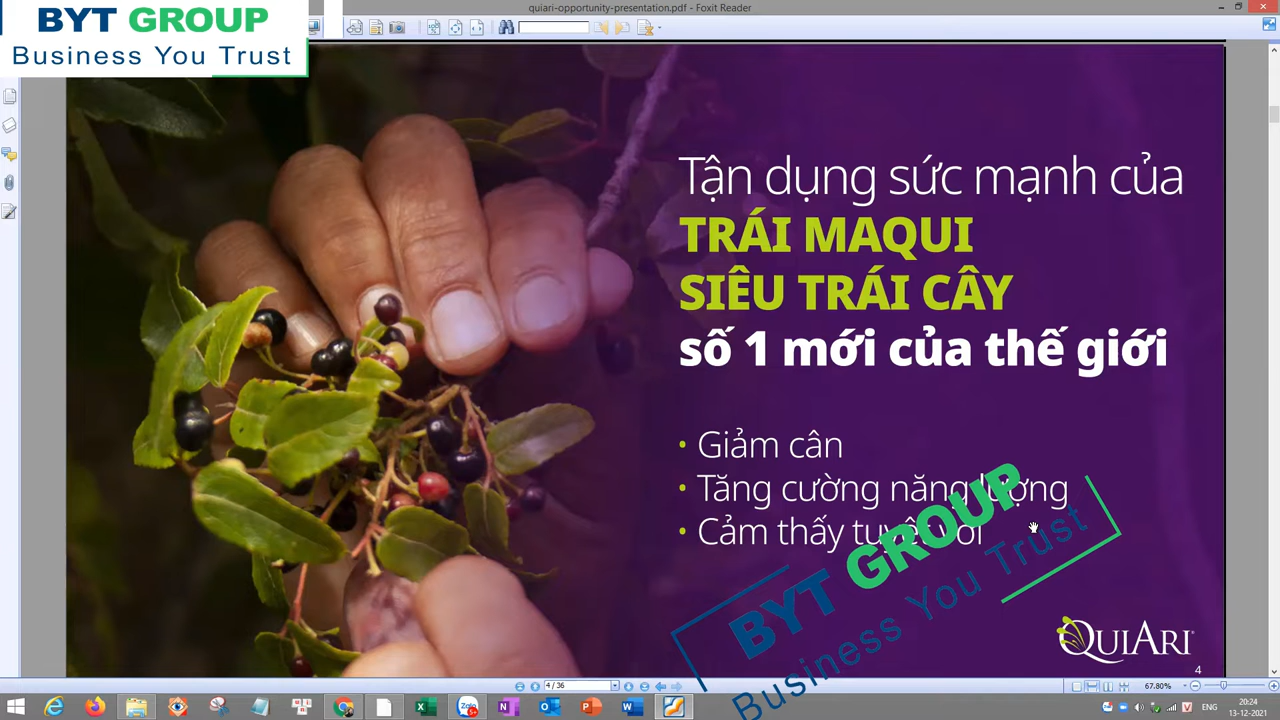 BYT GROUP
Business You Trust
quiari-opportunity-presentation.pdf - Foxit Reader
Tận dụng sức mạnh của
TRÁI MAQUI
SIÊU TRÁI CÂY
số 1 mới của thế giới
• Giảm cân
• Tăng cường năng lượng
• Cảm thấy tuyệt vời
BYT GROUP
Business You Trust
QUIARI
4
4 / 36
67.80%
Zalo
5+
ENG
20:24
13-12-2021